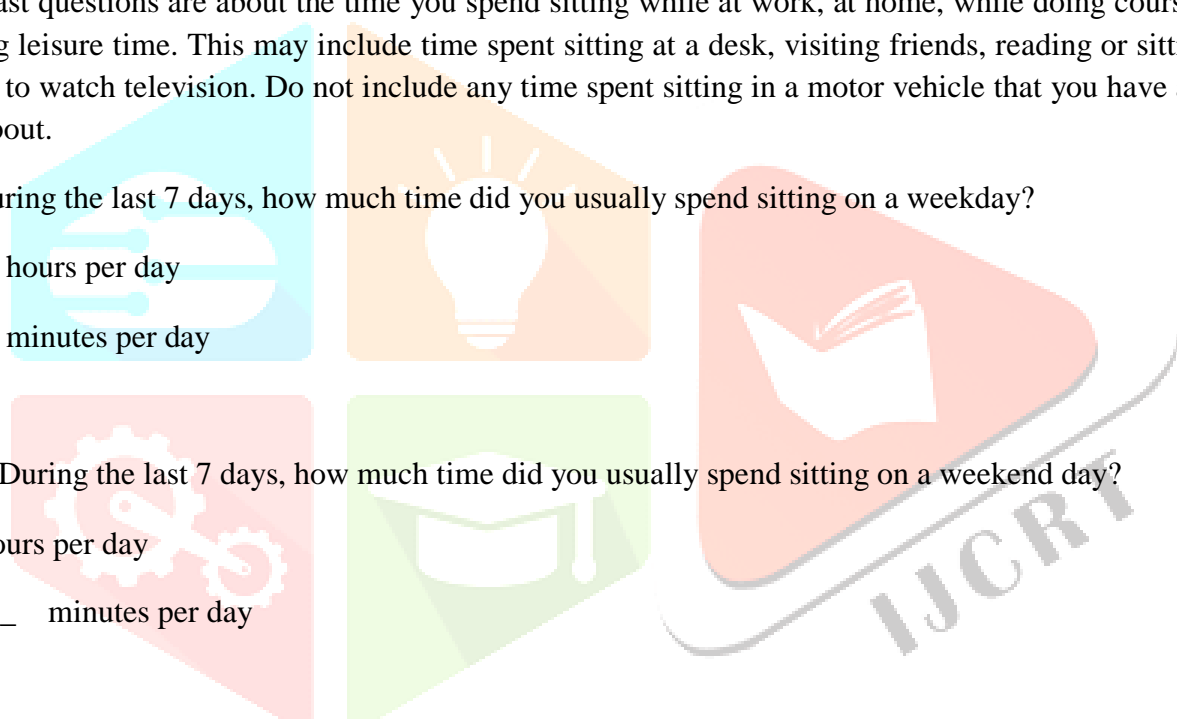 ast questions are about the time you spend sitting while at work, at home, while doing cours
g leisure time. This may include time spent sitting at a desk, visiting friends, reading or sitti
to watch television. Do not include any time spent sitting in a motor vehicle that you have a
bout.
uring the last 7 days, how much time did you usually spend sitting on a weekday?
hours per day
minutes per day
During the last 7 days, how much time did you usually spend sitting on a weekend day?
ours per day
_ minutes per day
IJCRT